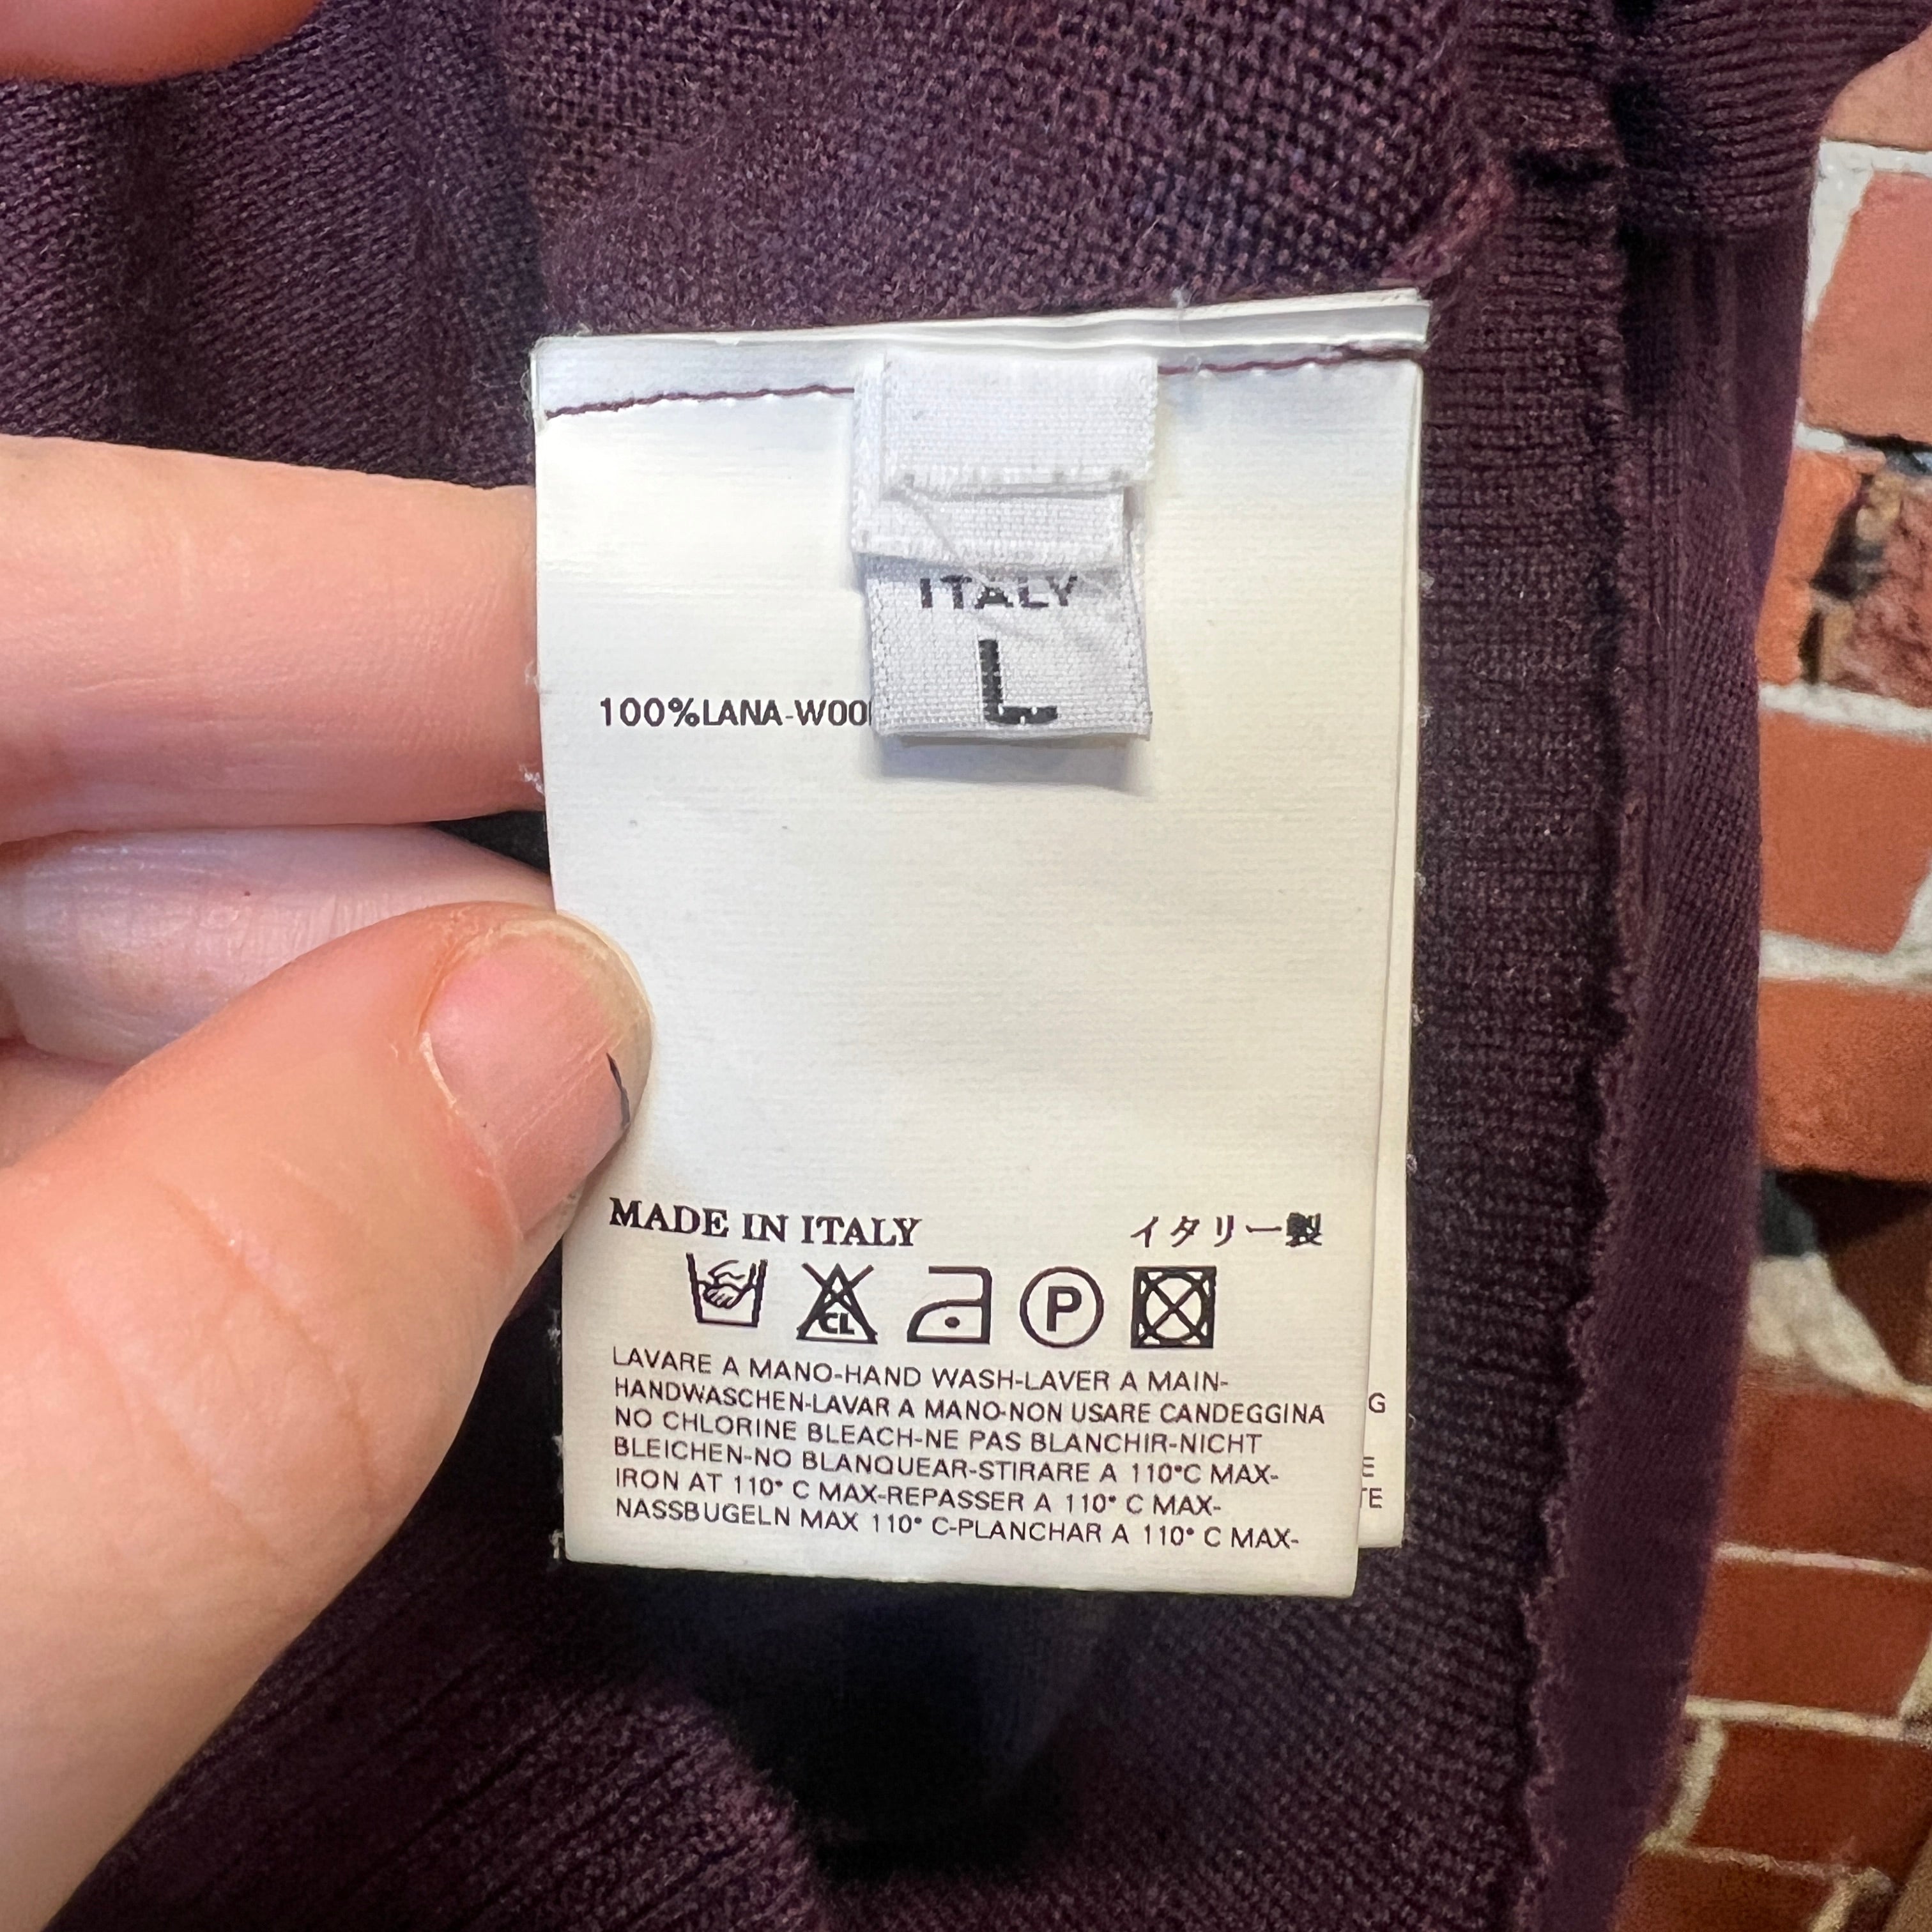 ITALY
L
100%LANA-WOO
MADE IN ITALY
イタリー製
CL
P
LAVARE A MANO-HAND WASH-LAVER A MAIN-
HANDWASCHEN-LAVAR A MANO-NON USARE CANDEGGINA
NO CHLORINE BLEACH-NE PAS BLANCHIR-NICHT
BLEICHEN-NO BLANQUEAR-STIRARE A 110°C MAX-
IRON AT 110° C MAX-REPASSER A 110° C MAX-
NASSBUGELN MAX 110° C-PLANCHAR A 110° C MAX-
G
E
TE